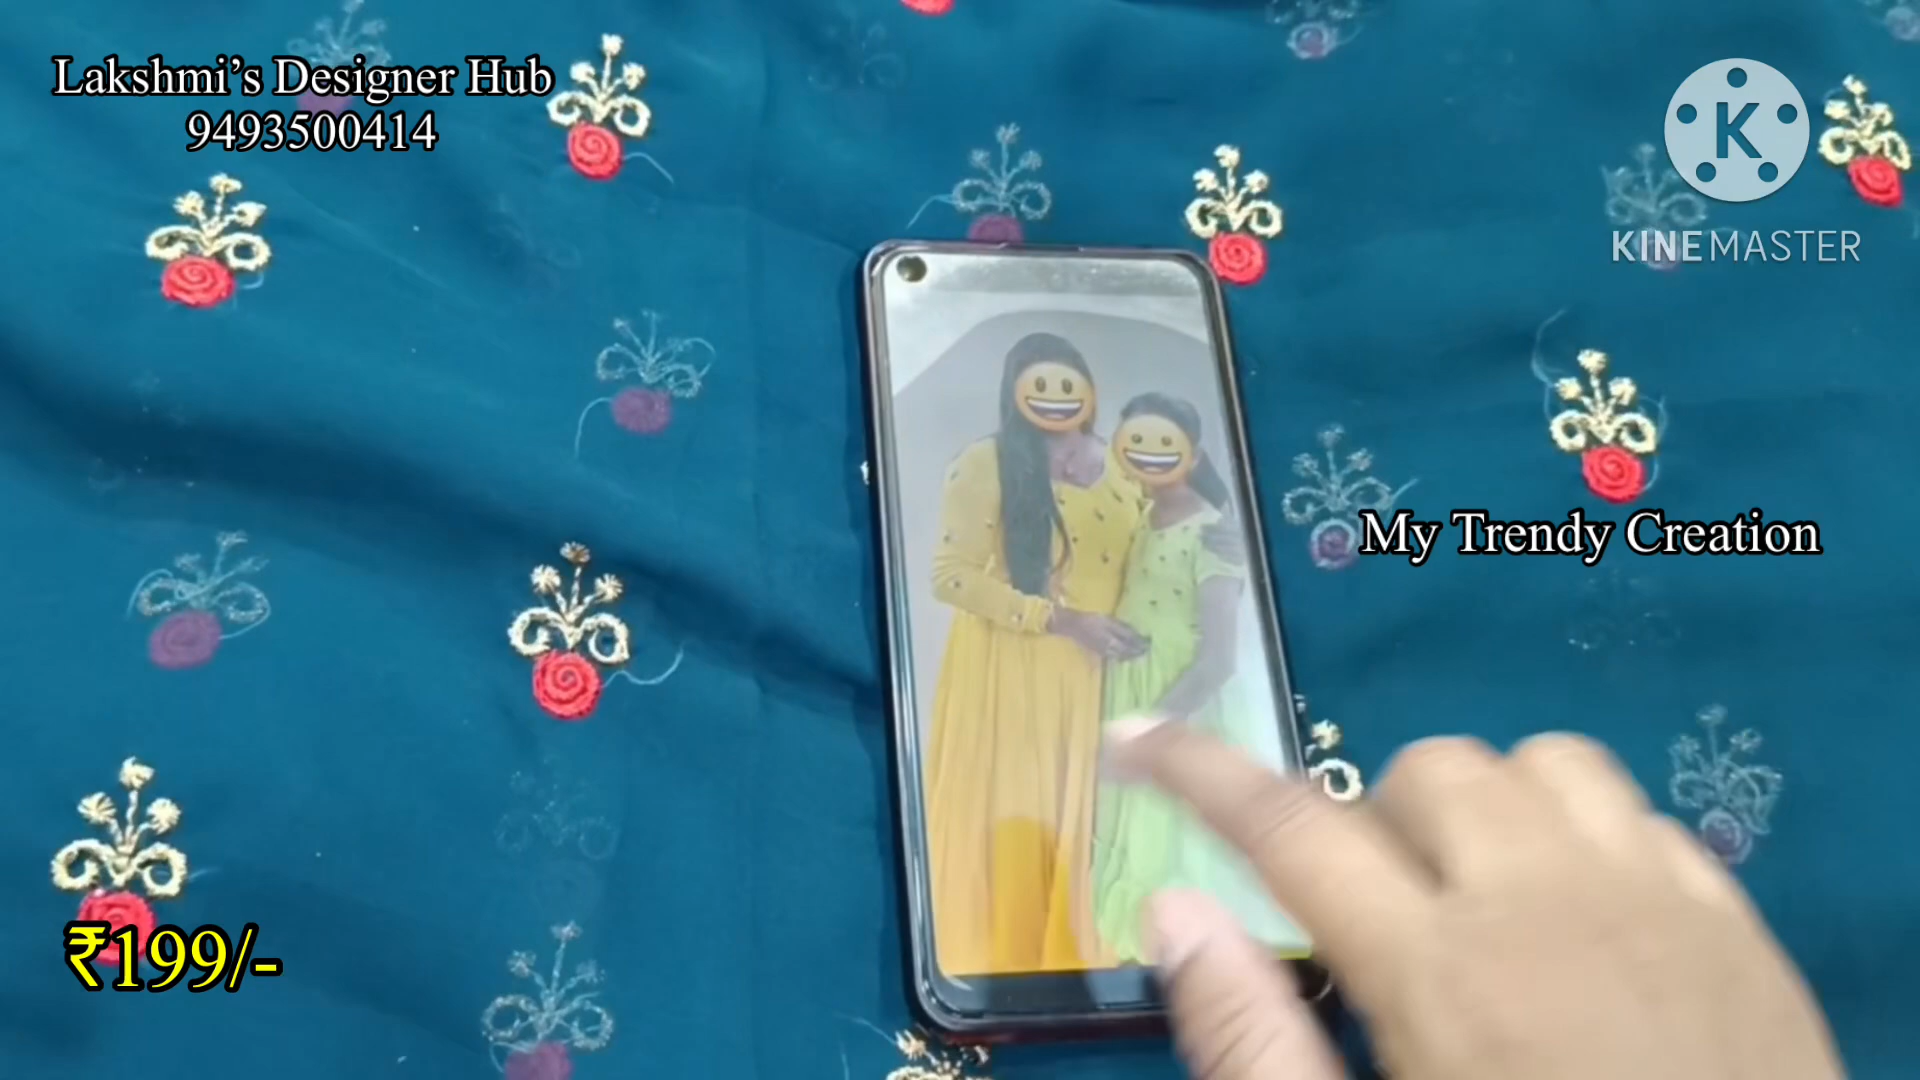 Lakshmi's Designer Hub
9493500414
K
KINEMASTER
My Trendy Creation
₹199/-